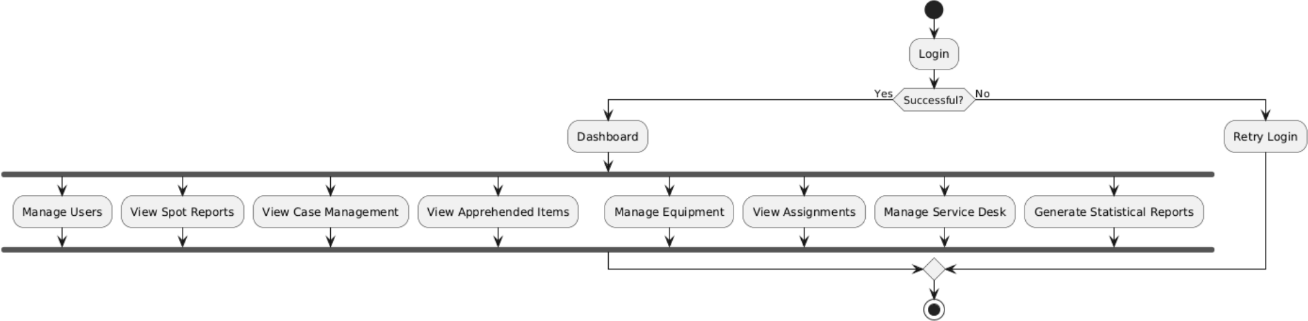 Login
Yes
Successful?
No
Dashboard
Retry Login
Manage Users
View Spot Reports
View Case Management
View Apprehended Items
Manage Equipment
View Assignments
Manage Service Desk
Generate Statistical Reports